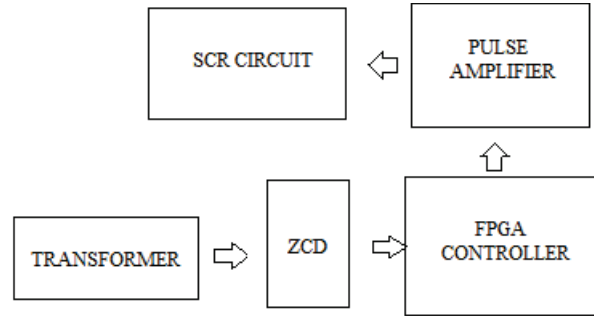 SCR CIRCUIT
PULSE
AMPLIFIER
TRANSFORMER
ZCD
FPGA
CONTROLLER